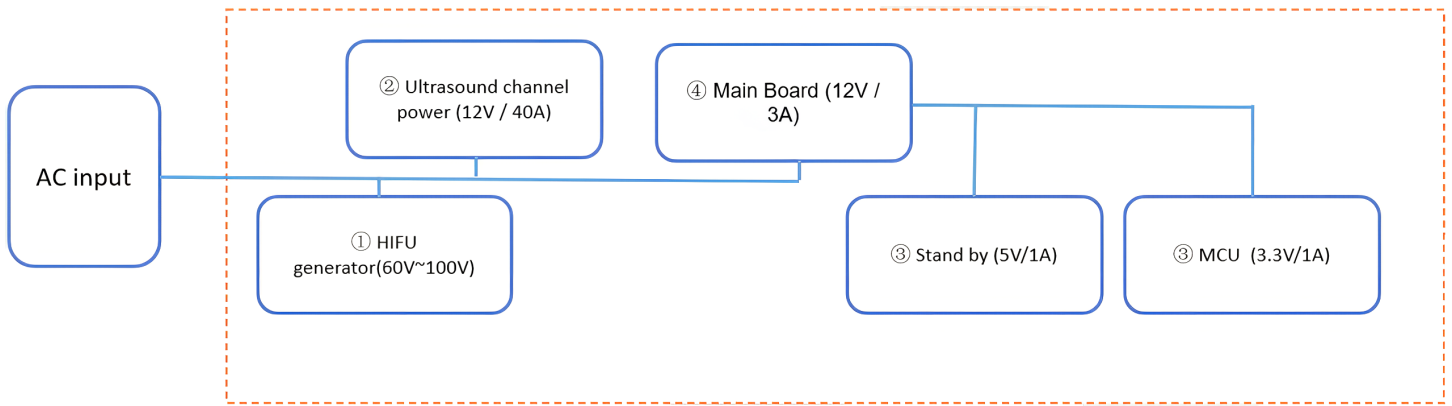 AC input
② Ultrasound channel
power (12V / 40A)
④ Main Board (12V /
3A)
① HIFU
generator(60V~100V)
③ Stand by (5V/1A)
③ MCU (3.3V/1A)